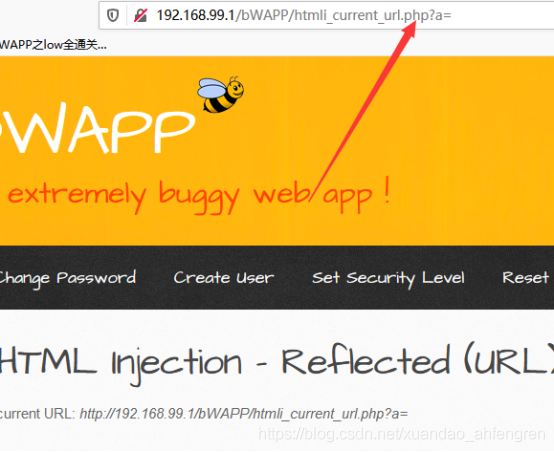 192.168.99.1/bWAPP/htmli_current_url.php?a=
WAPP之low全通关...
bWAPP
extremely buggy web app !
Change Password Create User Set Security Level Reset
HTML Injection - Reflected (URL)
current URL: http://192.168.99.1/bWAPP/htmli_current_url.php?a=
https://blog.csdn.net/xuandao_ahfengren